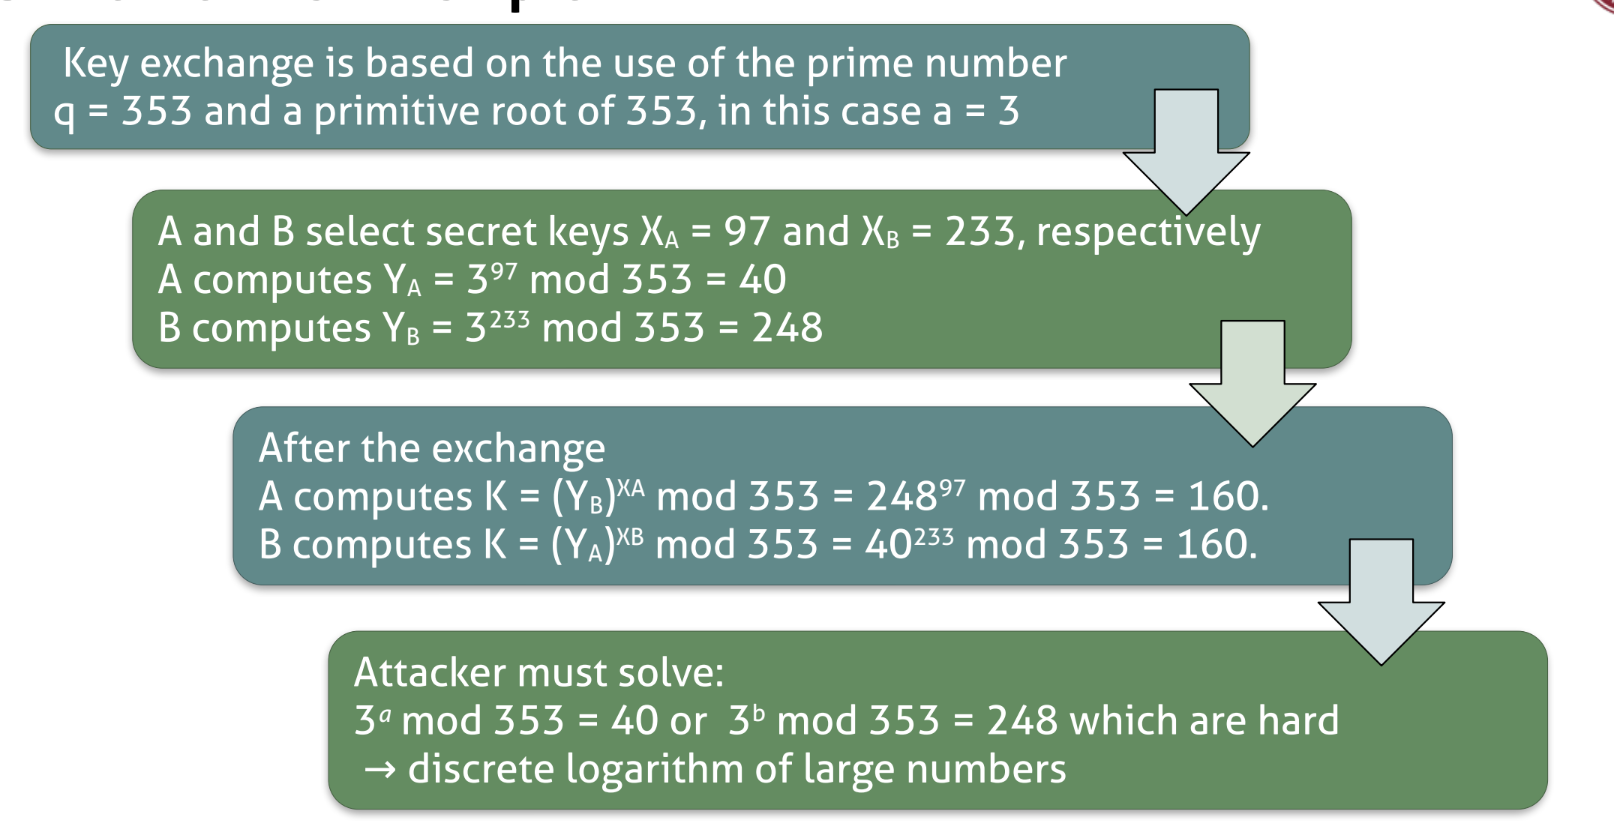 Key exchange is based on the use of the prime number
q = 353 and a primitive root of 353, in this case a = 3
A and B select secret keys X_A = 97 and X_B = 233, respectively
A computes Y_A = 3^97 mod 353 = 40
B computes Y_B = 3^233 mod 353 = 248
After the exchange
A computes K = (Y_B)^XA mod 353 = 248^97 mod 353 = 160.
B computes K = (Y_A)^XB mod 353 = 40^233 mod 353 = 160.
Attacker must solve:
3^a mod 353 = 40 or 3^b mod 353 = 248 which are hard
→ discrete logarithm of large numbers